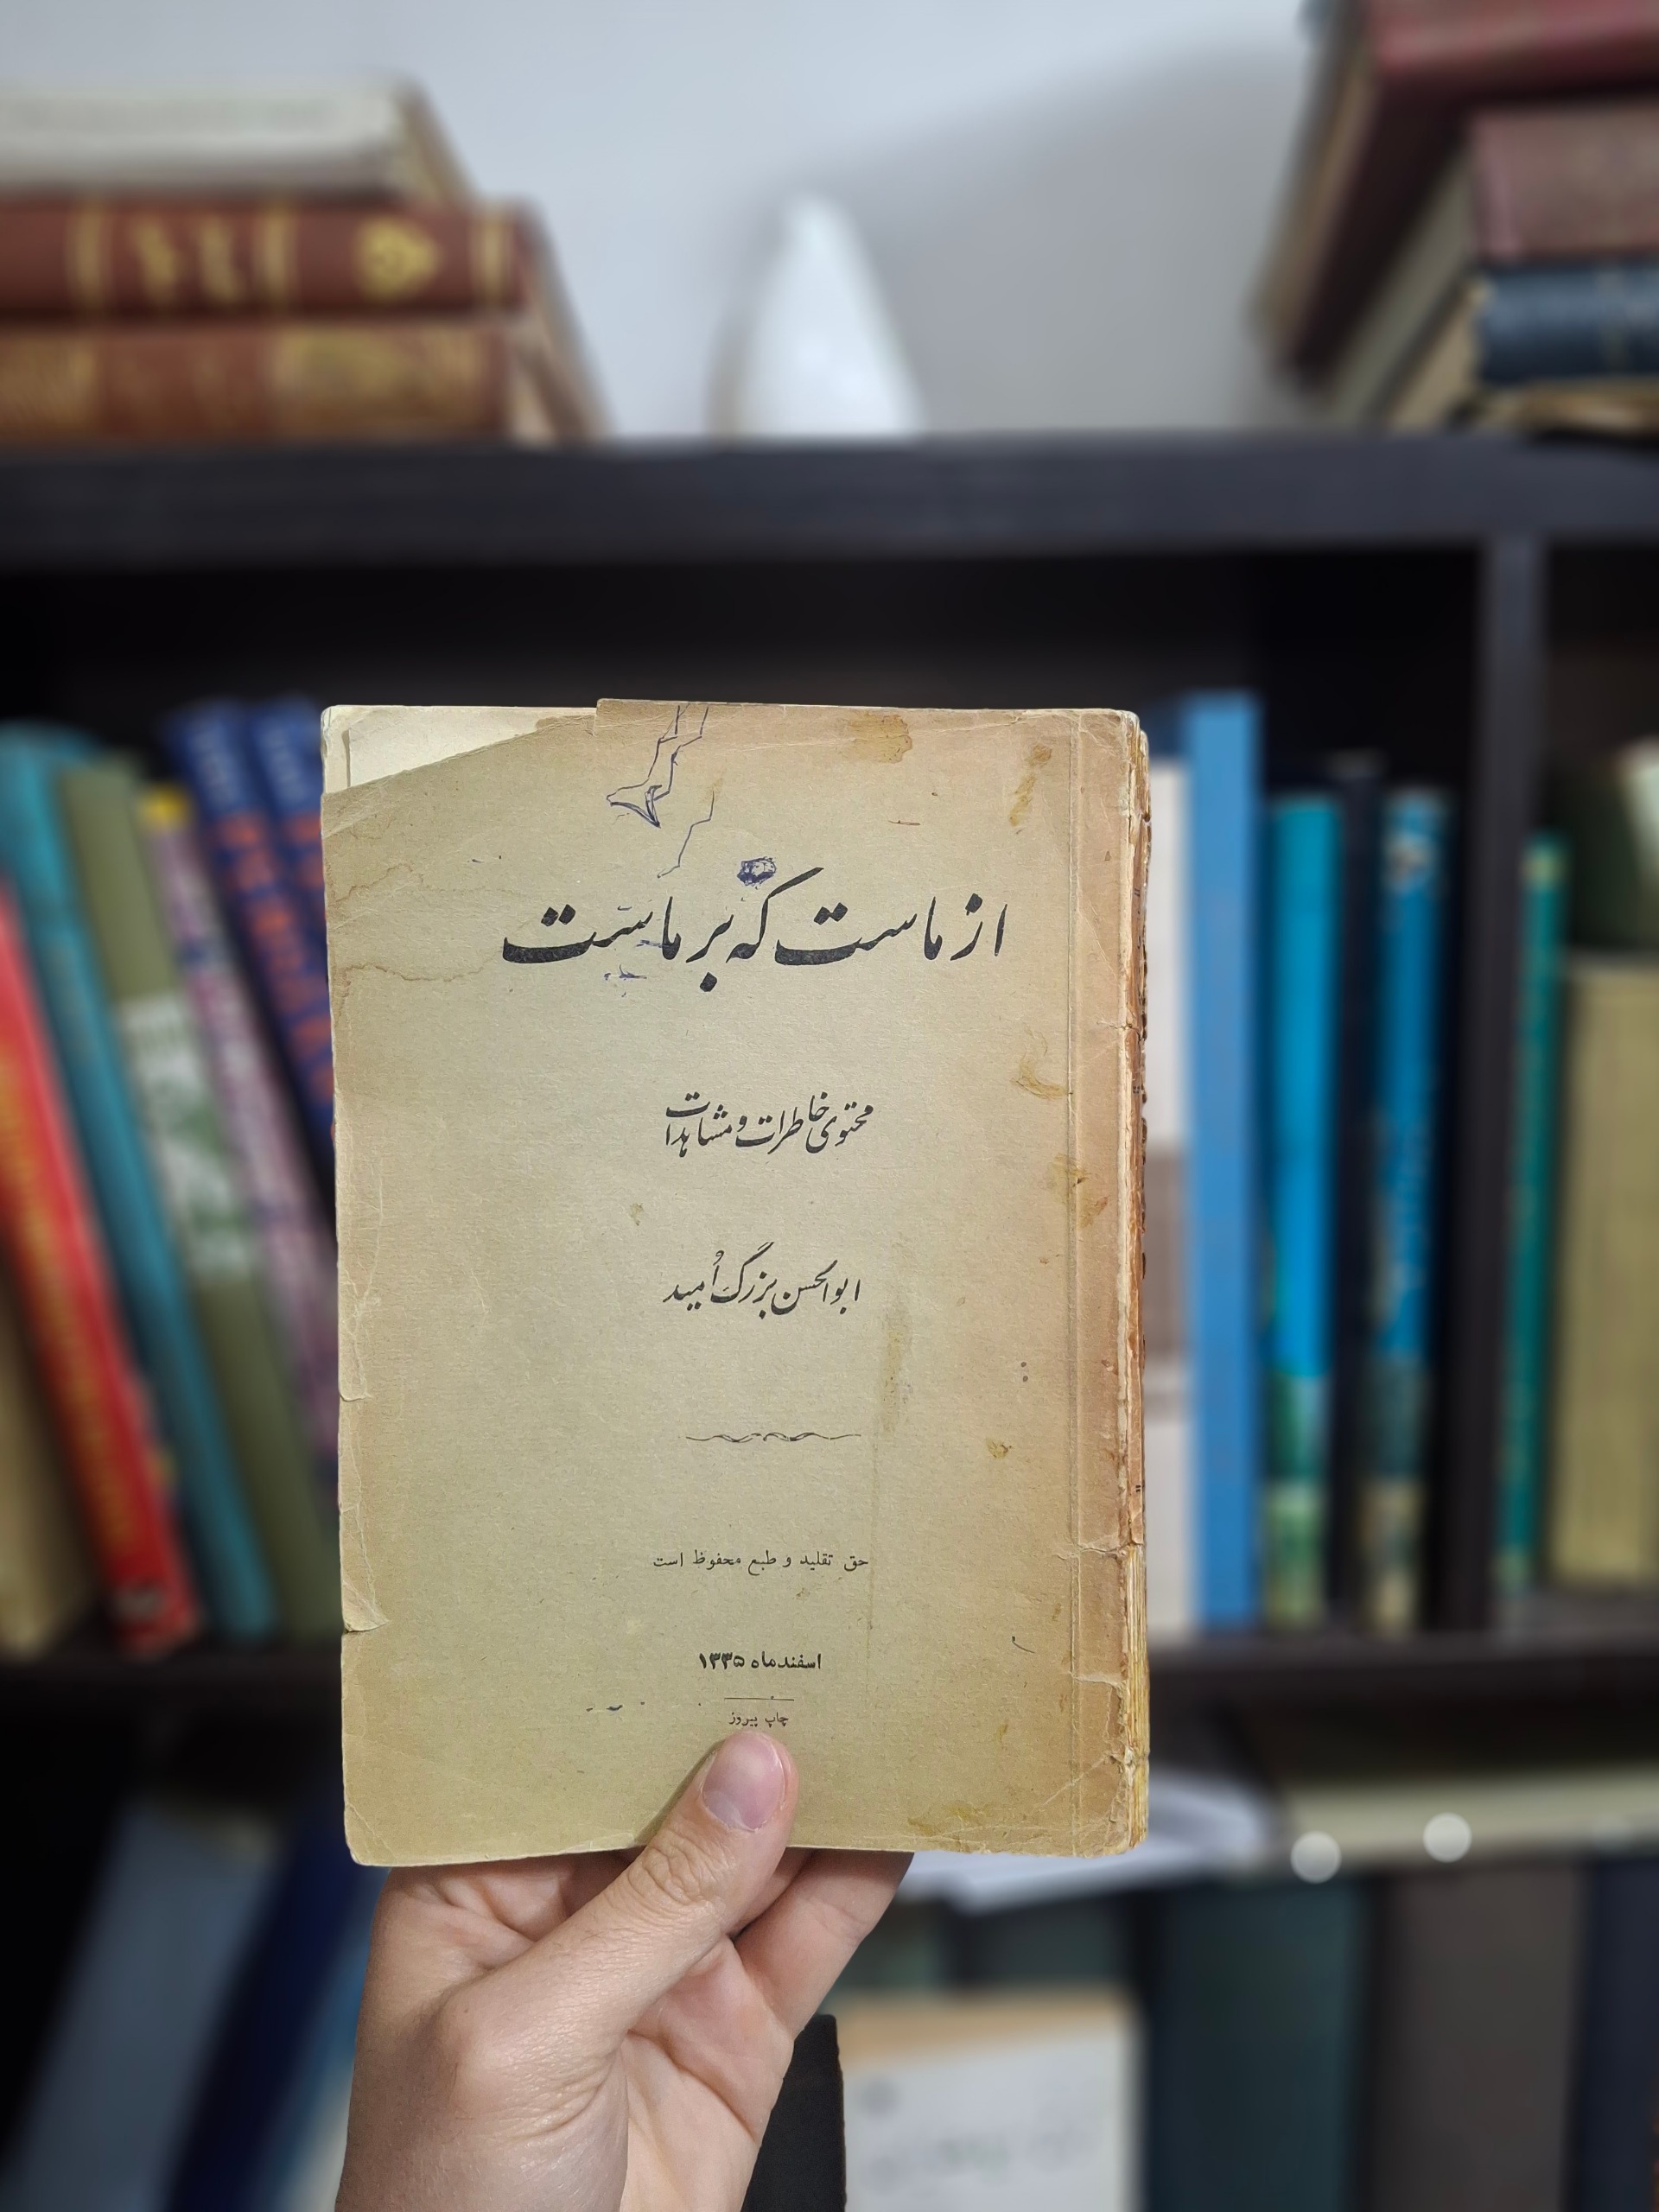 از ماست که بر ماست
محتوی خاطرات و مشاهدات
ابوالحسن بزرگ اُمید
حق تقلید و طبع محفوظ است
اسفندماه ۱۳۳۵
چاپ پیروز